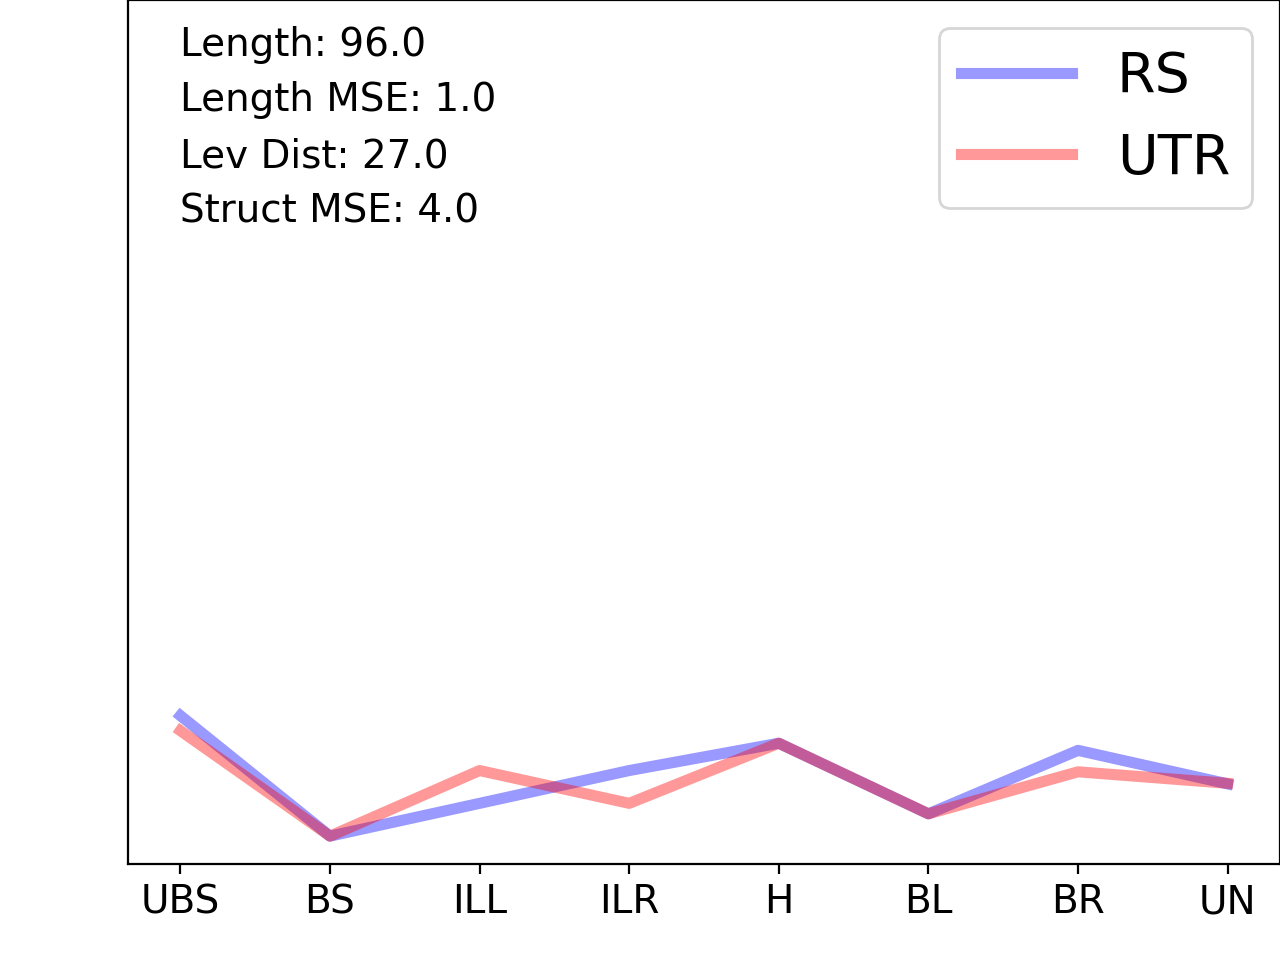 Length: 96.0
Length MSE: 1.0
Lev Dist: 27.0
Struct MSE: 4.0
RS
UTR
UBS BS ILL ILR H BL BR UN